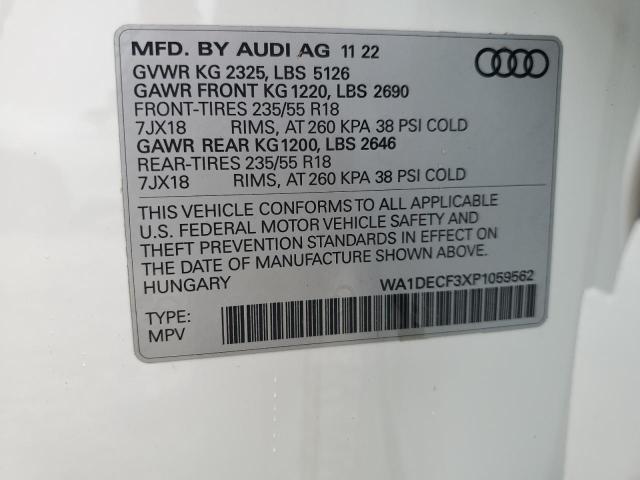 MFD. BY AUDI AG 11 22
GVWR KG 2325, LBS 5126
GAWR FRONT KG 1220, LBS 2690
FRONT-TIRES 235/55 R18
7JX18 RIMS, AT 260 KPA 38 PSI COLD
GAWR REAR KG 1200, LBS 2646
REAR-TIRES 235/55 R18
7JX18 RIMS, AT 260 KPA 38 PSI COLD
THIS VEHICLE CONFORMS TO ALL APPLICABLE
U.S. FEDERAL MOTOR VEHICLE SAFETY AND
THEFT PREVENTION STANDARDS IN EFFECT ON
THE DATE OF MANUFACTURE SHOWN ABOVE.
HUNGARY WA1DECF3XP1059562
TYPE:
MPV